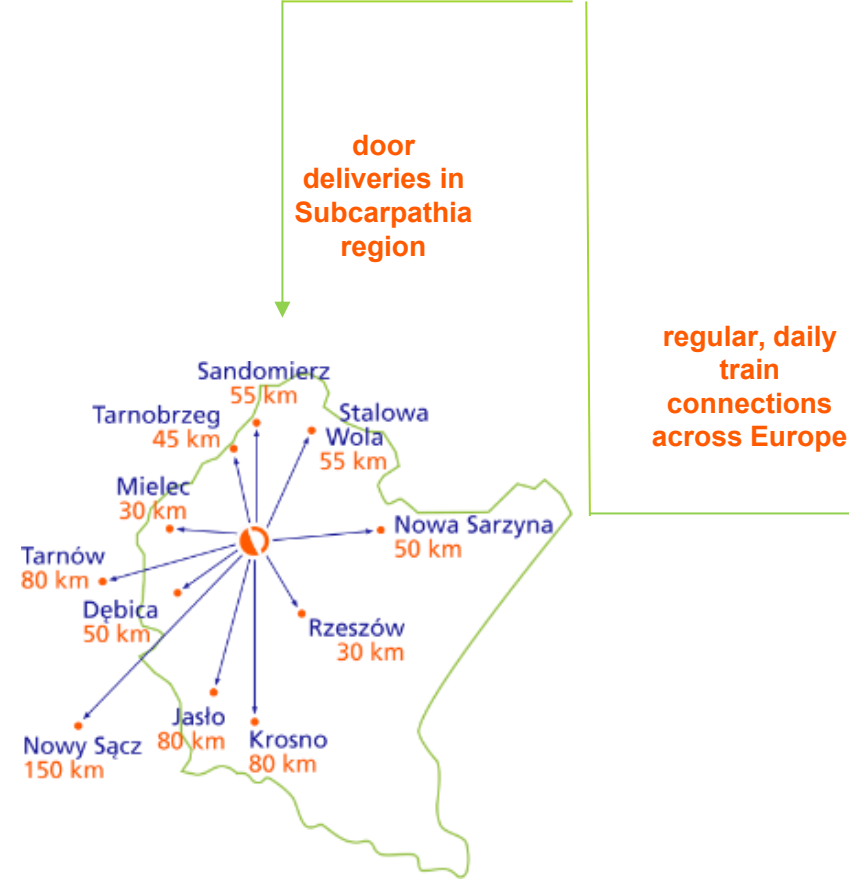 door
deliveries in
Subcarpathia
region
regular, daily
train
connections
across Europe
Sandomierz
55 km
Tarnobrzeg
45 km
Stalowa
Wola
55 km
Mielec
30 km
Nowa Sarzyna
50 km
Tarnów
80 km
Dębica
50 km
Rzeszów
30 km
Jasło
80 km
Krosno
80 km
Nowy Sącz
150 km